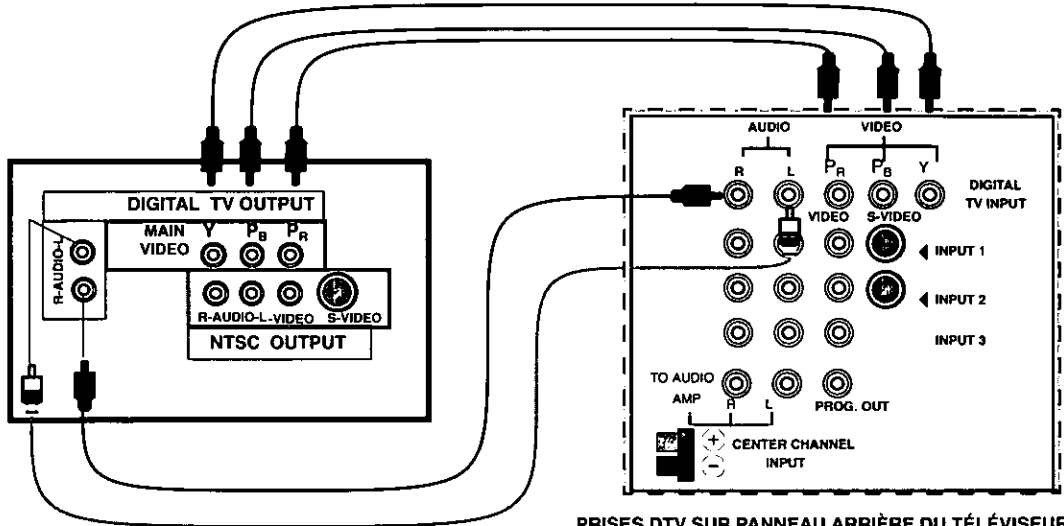 DIGITAL TV OUTPUT
MAIN VIDEO
Y PB PR
R-AUDIO-L
R-AUDIO-L-VIDEO S-VIDEO
NTSC OUTPUT
AUDIO VIDEO
R L PR PB Y
DIGITAL TV INPUT
VIDEO S-VIDEO
INPUT 1
INPUT 2
INPUT 3
TO AUDIO AMP
R L
PROG. OUT
+ CENTER CHANNEL INPUT
−
PRISES DTV SUR PANNEAU ARRIÈRE DU TÉLÉVISEUR